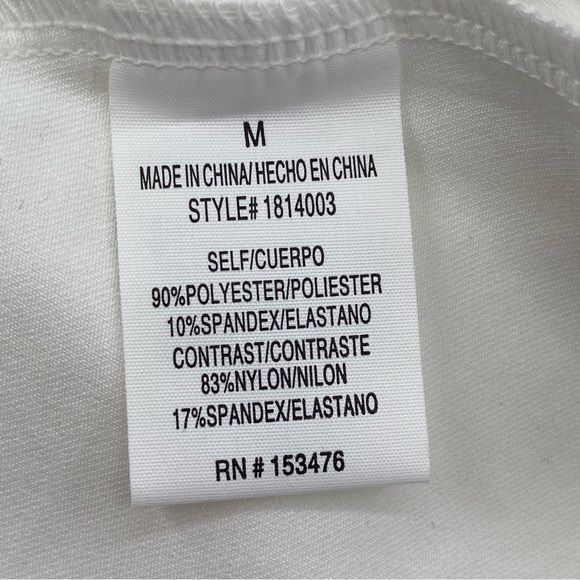 M
MADE IN CHINA/HECHO EN CHINA
STYLE# 1814003
SELF/CUERPO
90%POLYESTER/POLIESTER
10%SPANDEX/ELASTANO
CONTRAST/CONTRASTE
83%NYLON/NILON
17%SPANDEX/ELASTANO
RN # 153476